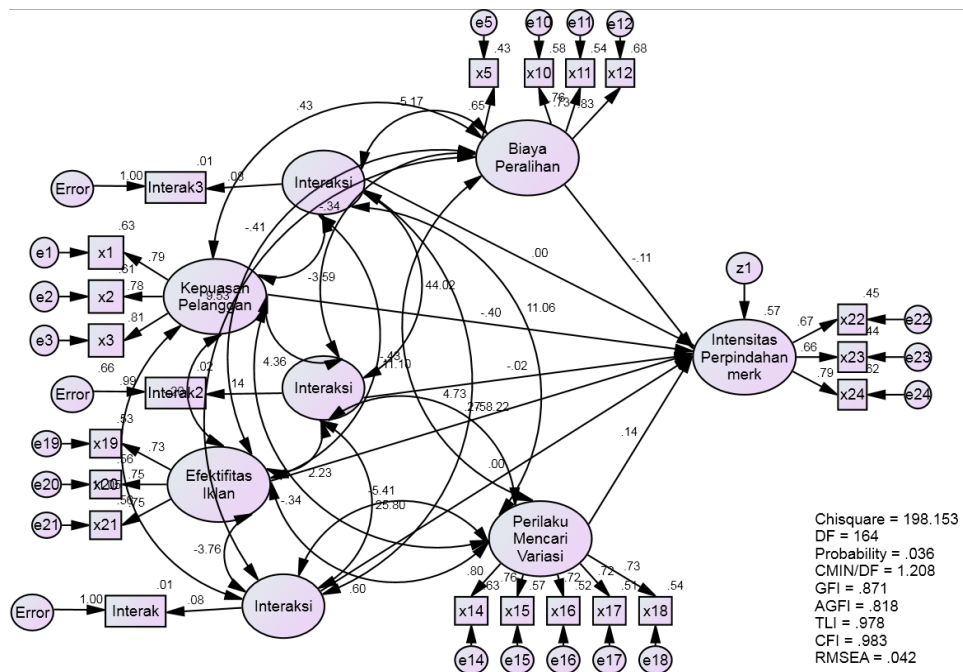 e5
e10
e11
e12
.43
.58
.54
.68
x5
x10
x11
x12
.65
.76
.73
.83
Biaya
Peralihan
.43
5.17
.01
Error
1.00
Interak3
.08
Interaksi
-.34
-.41
.63
e1
x1
.79
.61
e2
x2
.78
Kepuasan
Pelanggan
9.53
e3
x3
.81
-3.59
44.02
11.06
.00
-.11
-.40
z1
.57
Intensitas
Perpindahan
merk
.45
.67
x22
e22
.44
.66
x23
e23
.62
.79
x24
e24
.66
Error
.99
Interak2
.14
.02
4.36
Interaksi
-.43
11.10
-.02
4.73
.27
58.22
.14
.53
e19
x19
.73
.56
e20
x20
.75
.56
e21
x21
.75
Efektifitas
Iklan
2.23
-.34
.00
-5.41
25.80
Perilaku
Mencari
Variasi
-3.76
.60
.01
Error
1.00
Interak
.08
Interaksi
.80
.63
.76
.57
.72
.52
.72
.51
.73
.54
x14
x15
x16
x17
x18
e14
e15
e16
e17
e18
Chisquare = 198.153
DF = 164
Probability = .036
CMIN/DF = 1.208
GFI = .871
AGFI = .818
TLI = .978
CFI = .983
RMSEA = .042